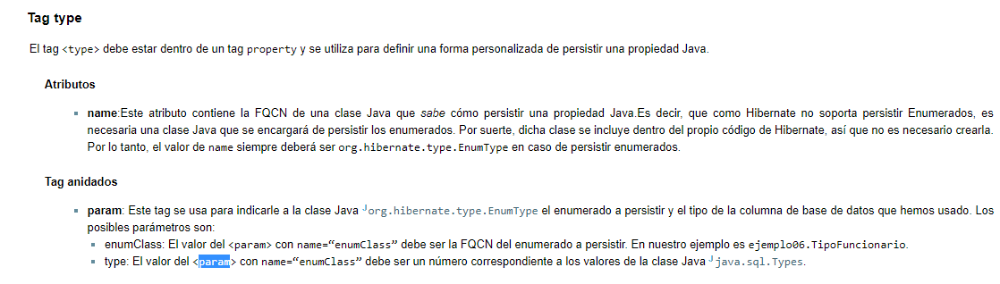 Tag type
El tag <type> debe estar dentro de un tag property y se utiliza para definir una forma personalizada de persistir una propiedad Java.
Atributos
name:Este atributo contiene la FQCN de una clase Java que sabe cómo persistir una propiedad Java.Es decir, que como Hibernate no soporta persistir Enumerados, es
necesaria una clase Java que se encargará de persistir los enumerados. Por suerte, dicha clase se incluye dentro del propio código de Hibernate, así que no es necesario crearla.
Por lo tanto, el valor de name siempre deberá ser org.hibernate.type.EnumType en caso de persistir enumerados.
Tag anidados
param: Este tag se usa para indicarle a la clase Java org.hibernate.type.EnumType el enumerado a persistir y el tipo de la columna de base de datos que hemos usado. Los
posibles parámetros son:
enumClass: El valor del <param> con name=“enumClass” debe ser la FQCN del enumerado a persistir. En nuestro ejemplo es ejemplo06.TipoFuncionario.
type: El valor del <param> con name=“enumClass” debe ser un número correspondiente a los valores de la clase Java java.sql.Types.